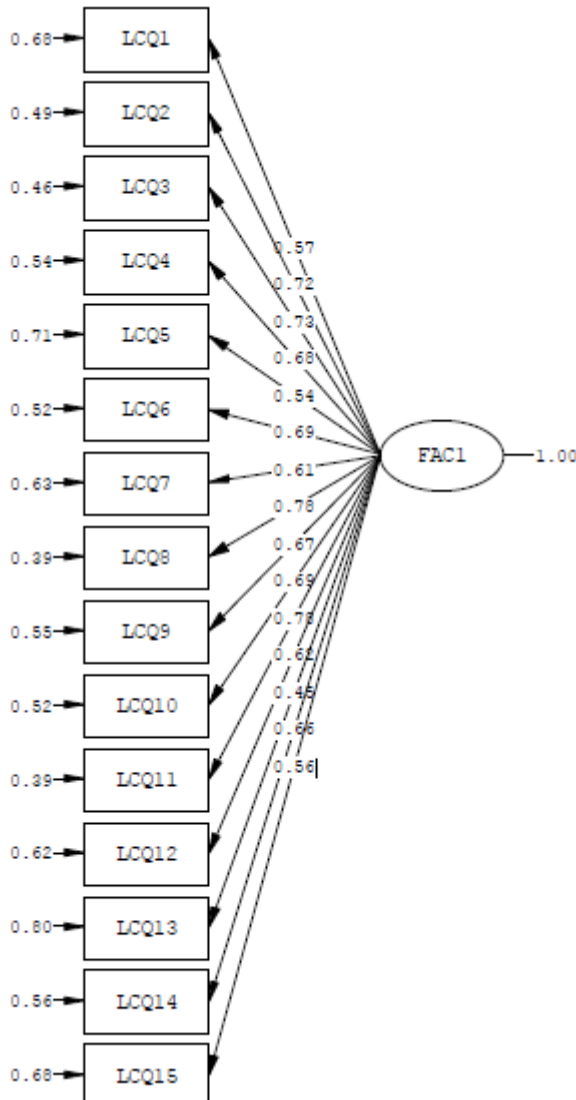 0.68 LCQ1
0.49 LCQ2
0.46 LCQ3
0.54 LCQ4
0.71 LCQ5
0.52 LCQ6
0.63 LCQ7
0.39 LCQ8
0.55 LCQ9
0.52 LCQ10
0.39 LCQ11
0.62 LCQ12
0.80 LCQ13
0.56 LCQ14
0.68 LCQ15
0.57
0.72
0.73
0.68
0.54
0.69
0.61
0.78
0.67
0.69
0.78
0.62
0.45
0.66
0.56
FAC1 1.00